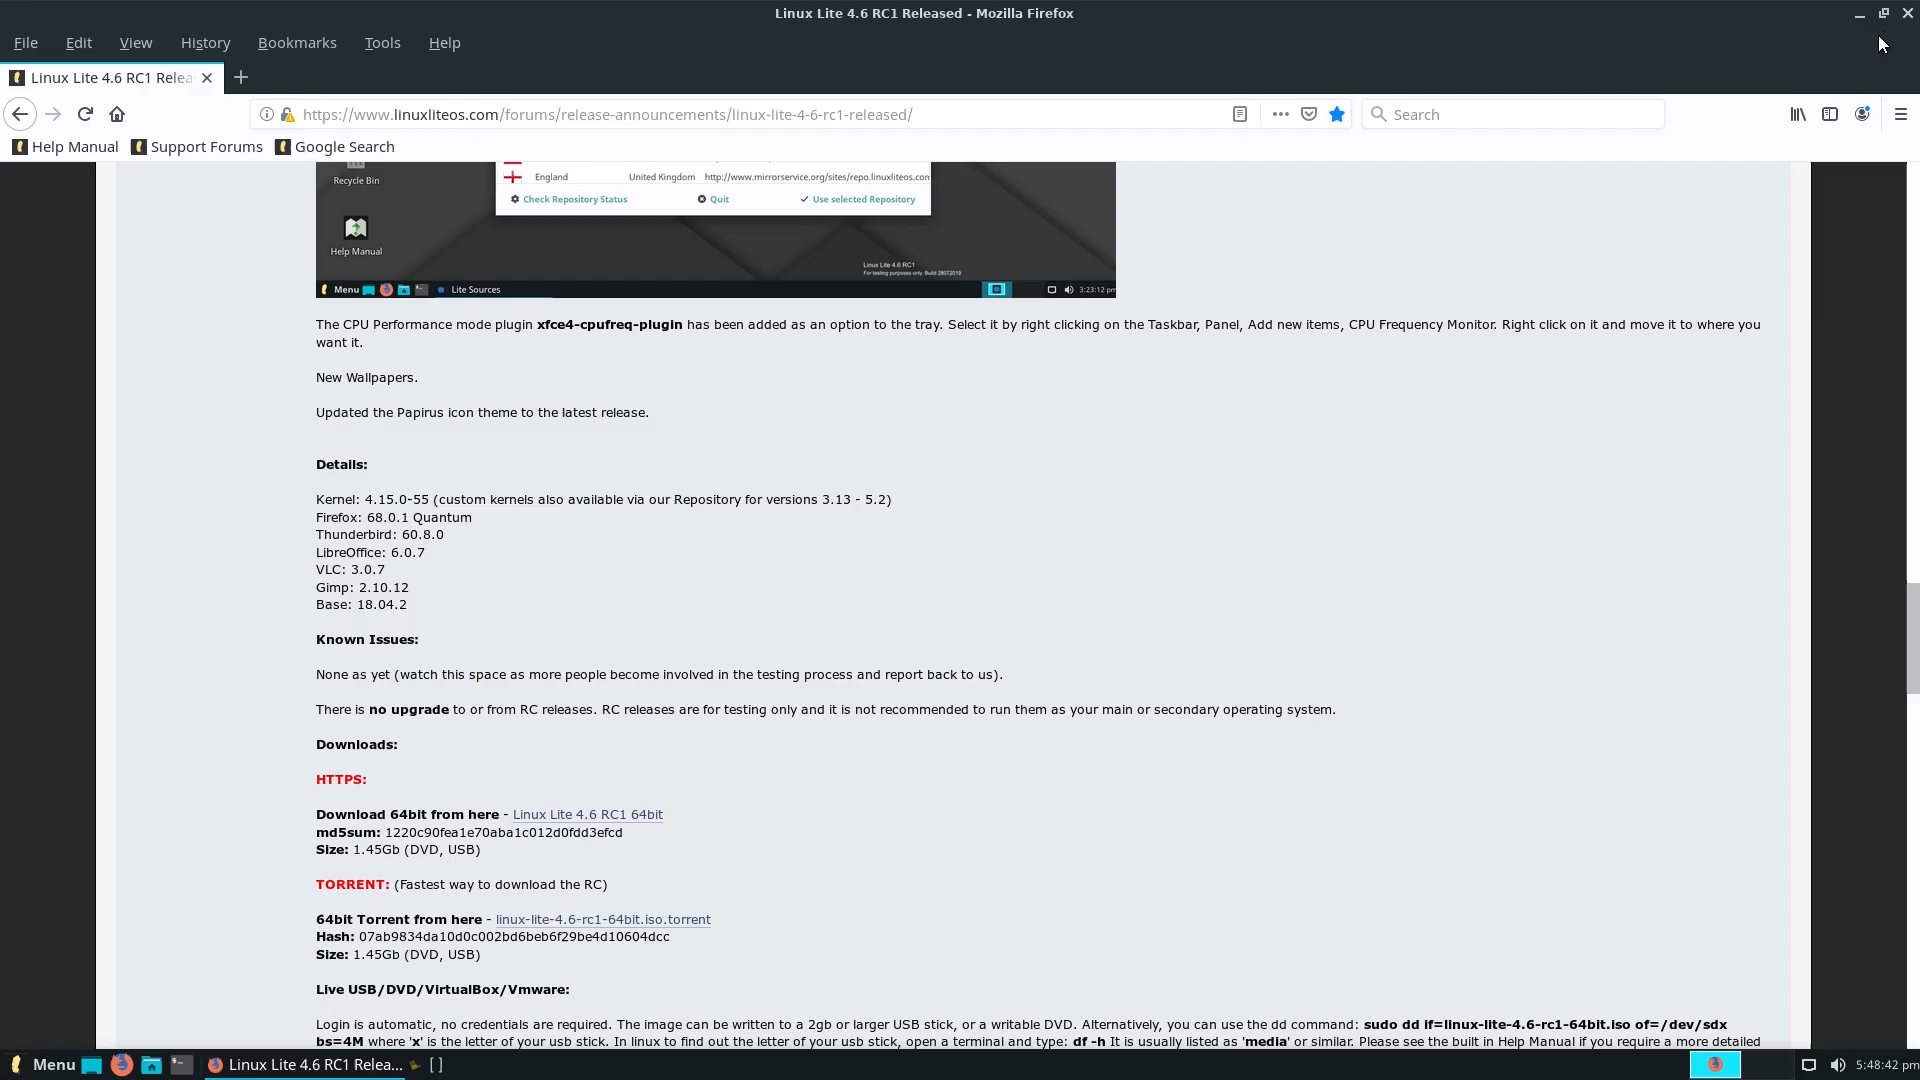 Linux Lite 4.6 RC1 Released - Mozilla Firefox
File Edit View History Bookmarks Tools Help
Linux Lite 4.6 RC1 Relea
https://www.linuxliteos.com/forums/release-announcements/linux-lite-4-6-rc1-released/
Search
Help Manual Support Forums Google Search
Recycle Bin
England United Kingdom http://www.mirrorservice.org/sites/repo.linuxliteos.con
Check Repository Status Quit Use selected Repository
Help Manual
Linux Lite 4.6 RC1
For testing purposes only. Build 28072019
Menu Lite Sources 3:23:12 pm
The CPU Performance mode plugin xfce4-cpufreq-plugin has been added as an option to the tray. Select it by right clicking on the Taskbar, Panel, Add new items, CPU Frequency Monitor. Right click on it and move it to where you
want it.
New Wallpapers.
Updated the Papirus icon theme to the latest release.
Details:
Kernel: 4.15.0-55 (custom kernels also available via our Repository for versions 3.13 - 5.2)
Firefox: 68.0.1 Quantum
Thunderbird: 60.8.0
LibreOffice: 6.0.7
VLC: 3.0.7
Gimp: 2.10.12
Base: 18.04.2
Known Issues:
None as yet (watch this space as more people become involved in the testing process and report back to us).
There is no upgrade to or from RC releases. RC releases are for testing only and it is not recommended to run them as your main or secondary operating system.
Downloads:
HTTPS:
Download 64bit from here - Linux Lite 4.6 RC1 64bit
md5sum: 1220c90fea1e70aba1c012d0fdd3efcd
Size: 1.45Gb (DVD, USB)
TORRENT: (Fastest way to download the RC)
64bit Torrent from here - linux-lite-4.6-rc1-64bit.iso.torrent
Hash: 07ab9834da10d0c002bd6beb6f29be4d10604dcc
Size: 1.45Gb (DVD, USB)
Live USB/DVD/VirtualBox/Vmware:
Login is automatic, no credentials are required. The image can be written to a 2gb or larger USB stick, or a writable DVD. Alternatively, you can use the dd command: sudo dd if=linux-lite-4.6-rc1-64bit.iso of=/dev/sdx
bs=4M where 'x' is the letter of your usb stick. In linux to find out the letter of your usb stick, open a terminal and type: df -h It is usually listed as 'media' or similar. Please see the built in Help Manual if you require a more detailed
Menu Linux Lite 4.6 RC1 Relea... [ ] 5:48:42 pm